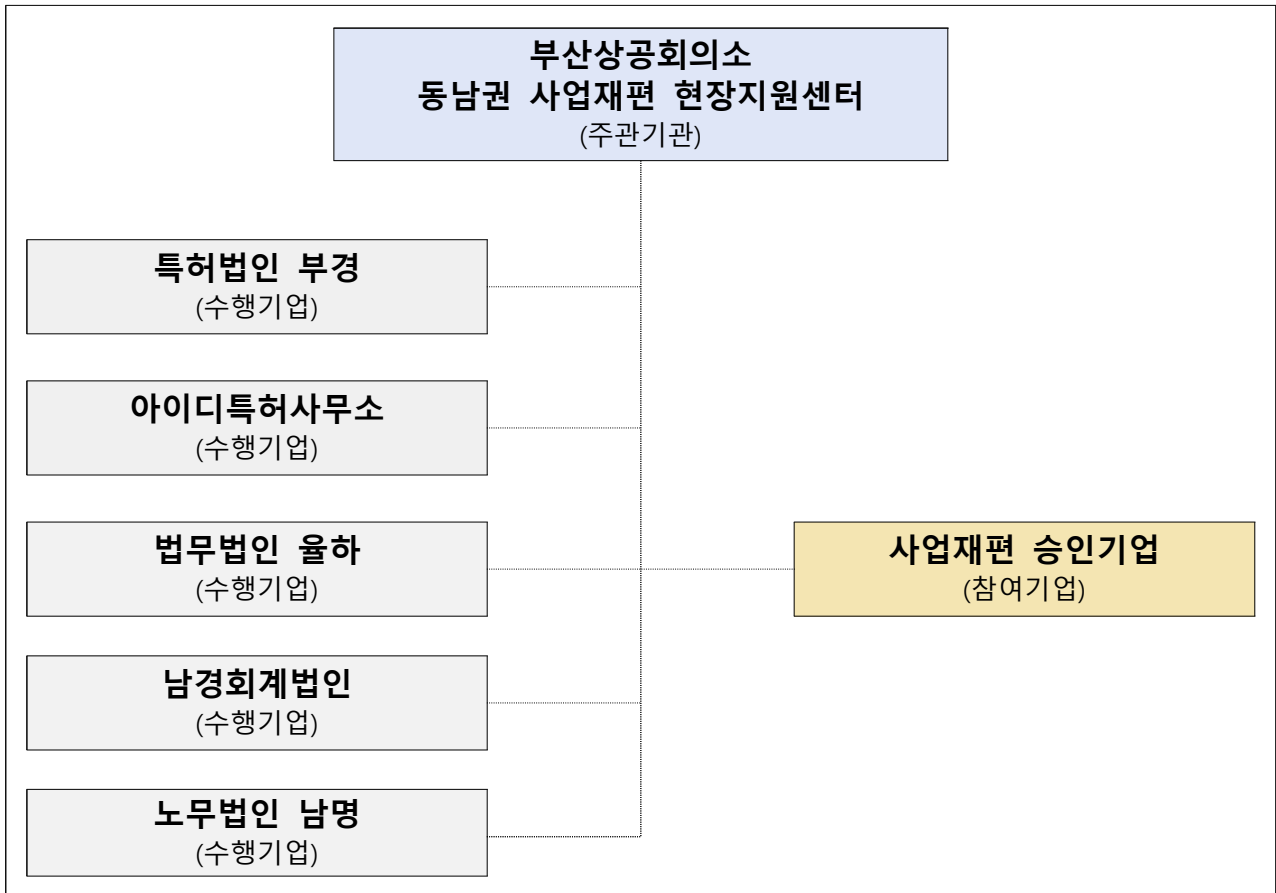 부산상공회의소
동남권 사업재편 현장지원센터
(주관기관)
특허법인 부경
(수행기업)
아이디특허사무소
(수행기업)
법무법인 율하
(수행기업)
사업재편 승인기업
(참여기업)
남경회계법인
(수행기업)
노무법인 남명
(수행기업)